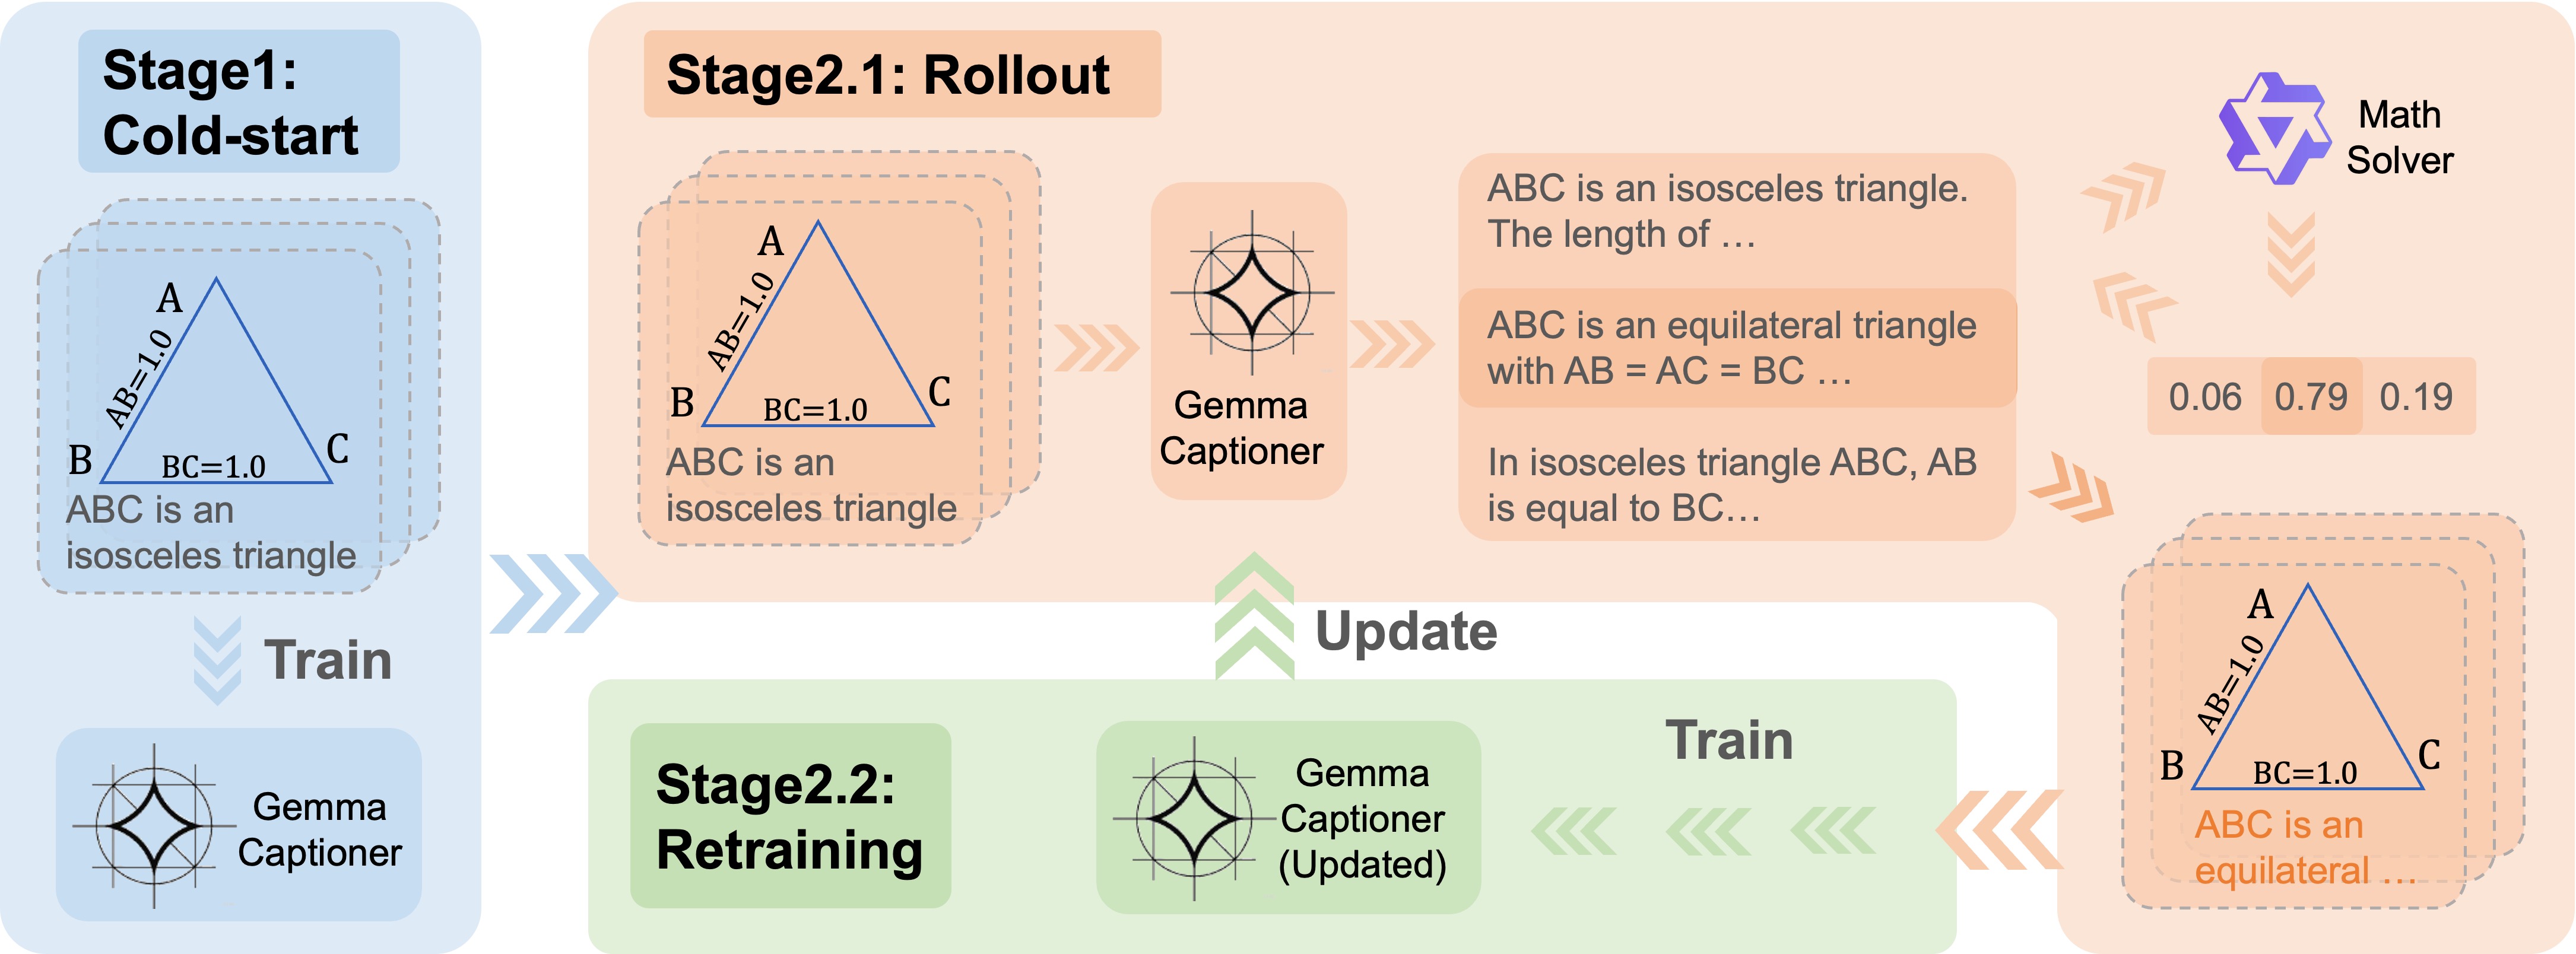 Stage1:
Cold-start
A
AB=1.0
B
BC=1.0
C
ABC is an
isosceles triangle
Train
Gemma
Captioner
Stage2.1: Rollout
A
AB=1.0
B
BC=1.0
C
ABC is an
isosceles triangle
Gemma
Captioner
ABC is an isosceles triangle.
The length of …
ABC is an equilateral triangle
with AB = AC = BC …
In isosceles triangle ABC, AB
is equal to BC…
Math
Solver
0.06 0.79 0.19
A
AB=1.0
B
BC=1.0
C
ABC is an
equilateral …
Update
Stage2.2:
Retraining
Gemma
Captioner
(Updated)
Train